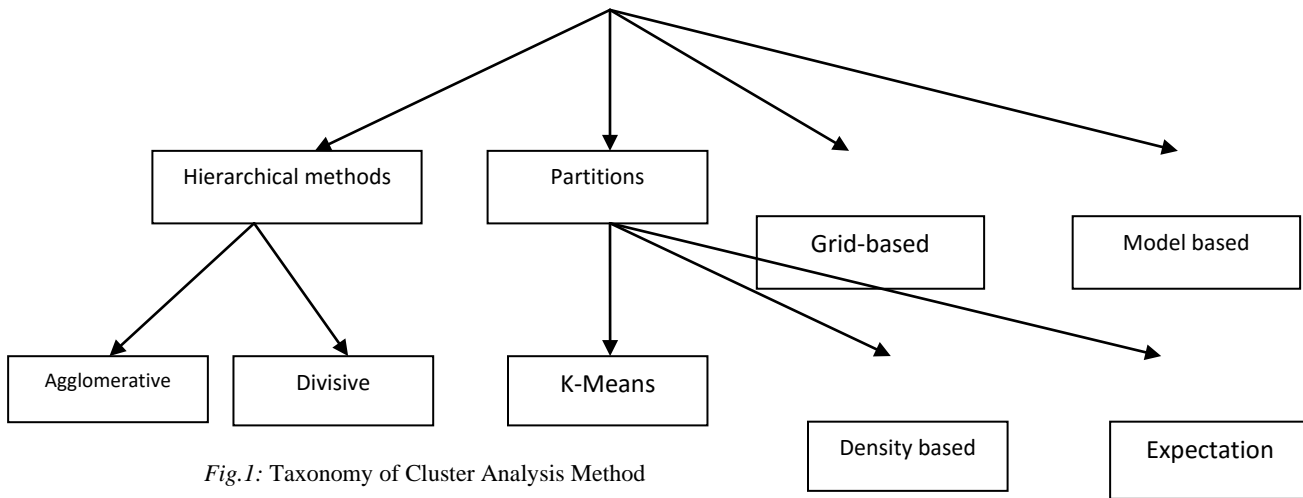 Hierarchical methods
Partitions
Grid-based
Model based
Agglomerative
Divisive
K-Means
Density based
Expectation
Fig.1: Taxonomy of Cluster Analysis Method